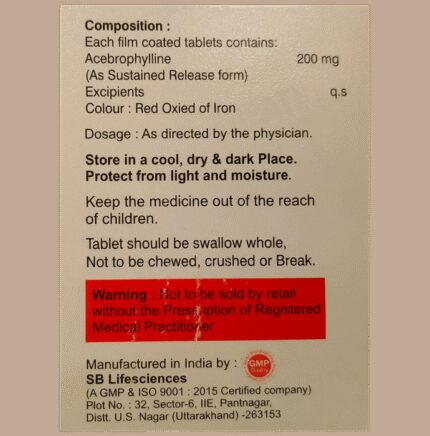 Composition :
Each film coated tablets contains:
Acebrophylline 200 mg
(As Sustained Release form)
Excipients q.s
Colour : Red Oxied of Iron
Dosage : As directed by the physician.
Store in a cool, dry & dark Place.
Protect from light and moisture.
Keep the medicine out of the reach
of children.
Tablet should be swallow whole,
Not to be chewed, crushed or Break.
Warning : Not to be sold by retail
without the Prescription of Registered
Medical Practitioner
Manufactured in India by :
GMP
Quality
SB Lifesciences
(A GMP & ISO 9001 : 2015 Certified company)
Plot No. : 32, Sector-6, IIE, Pantnagar,
Distt. U.S. Nagar (Uttarakhand) -263153